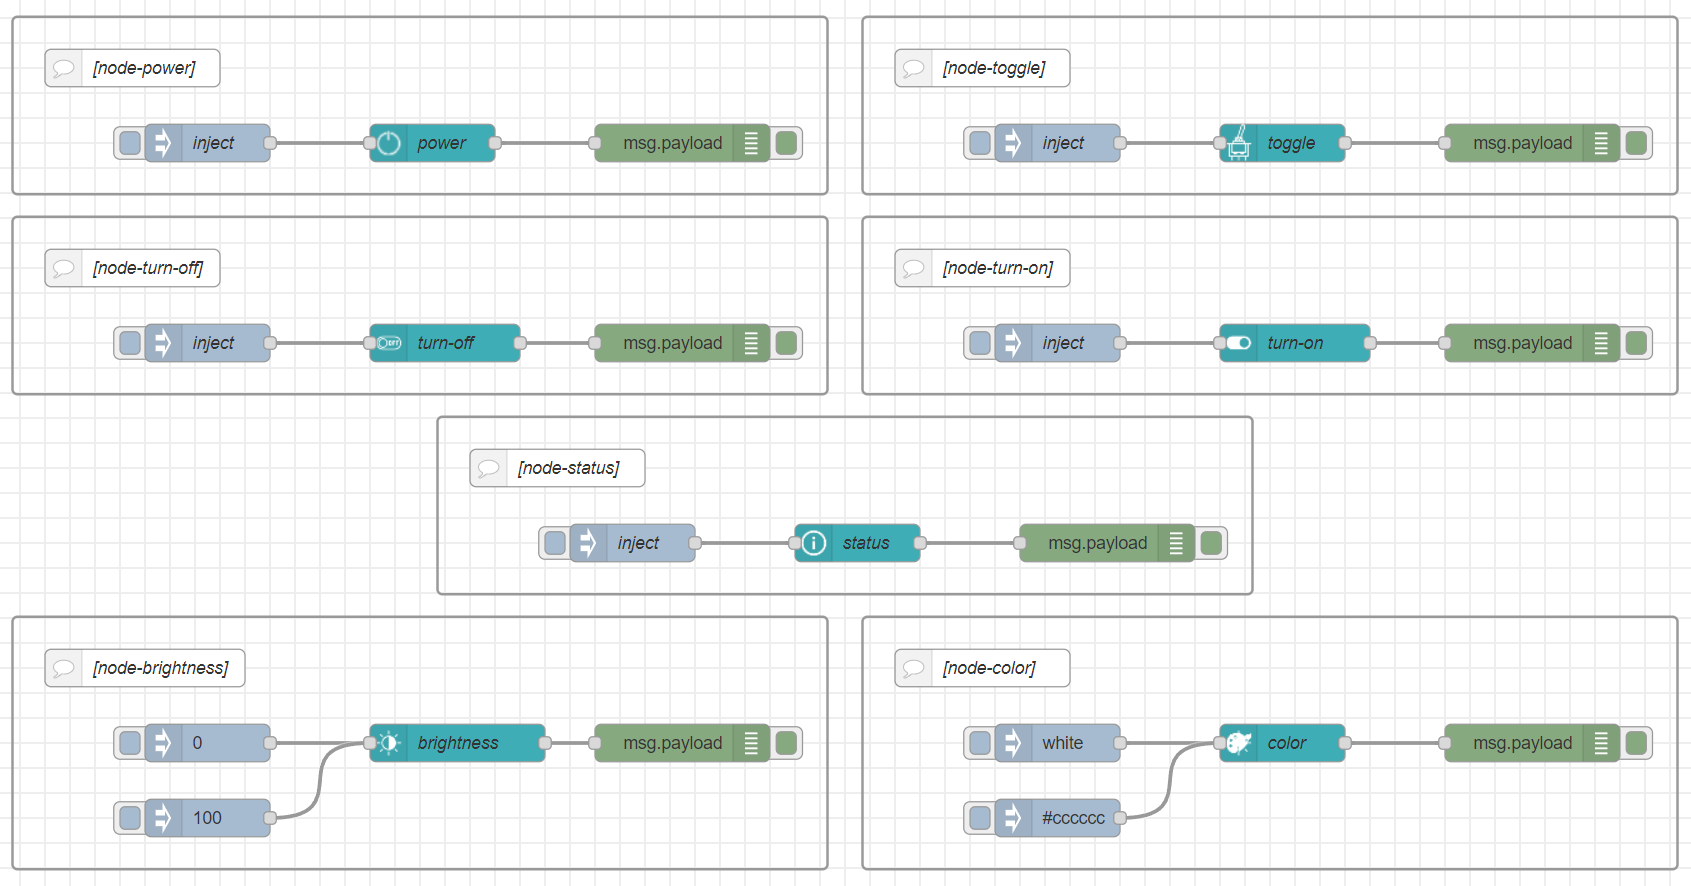 [node-power]
inject
power
msg.payload
[node-toggle]
inject
toggle
msg.payload
[node-turn-off]
inject
OFF
turn-off
msg.payload
[node-turn-on]
inject
turn-on
msg.payload
[node-status]
inject
status
msg.payload
[node-brightness]
0
brightness
msg.payload
100
[node-color]
white
color
msg.payload
#cccccc